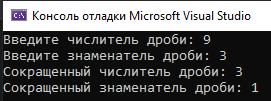 Консоль отладки Microsoft Visual Studio
Введите числитель дроби: 9
Введите знаменатель дроби: 3
Сокращенный числитель дроби: 3
Сокращенный знаменатель дроби: 1